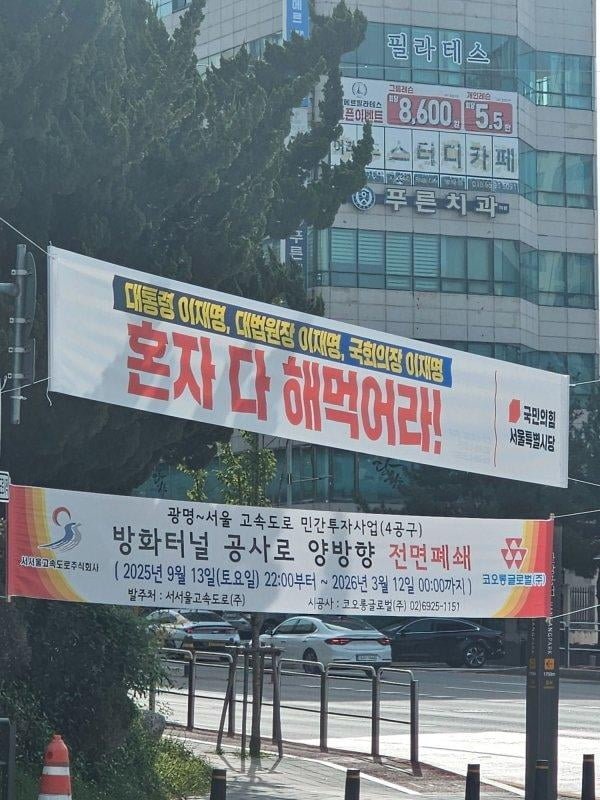 필라테스
그룹레슨
개인레슨
회당 8,600원
회당 5.5만
스터디카페
푸른치과
대통령 이재명, 대법원장 이재명, 국회의장 이재명
혼자 다 해먹어라!
국민의힘
서울특별시당
광명~서울 고속도로 민간투자사업(4공구)
방화터널 공사로 양방향 전면폐쇄
( 2025년 9월 13일(토요일) 22:00부터 ~ 2026년 3월 12일 00:00까지 )
서서울고속도로주식회사
발주처 : 서서울고속도로(주)
시공사 : 코오롱글로벌(주) 02)6925-1151
코오롱글로벌(주)